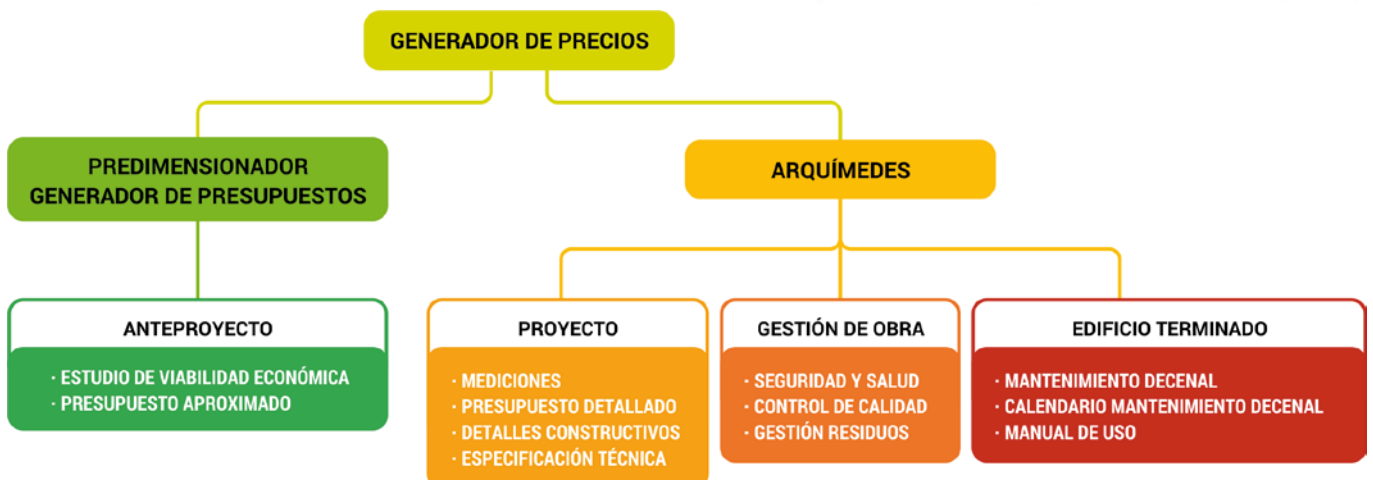 GENERADOR DE PRECIOS
PREDIMENSIONADOR
GENERADOR DE PRESUPUESTOS
ARQUÍMEDES
ANTEPROYECTO
· ESTUDIO DE VIABILIDAD ECONÓMICA
· PRESUPUESTO APROXIMADO
PROYECTO
· MEDICIONES
· PRESUPUESTO DETALLADO
· DETALLES CONSTRUCTIVOS
· ESPECIFICACIÓN TÉCNICA
GESTIÓN DE OBRA
· SEGURIDAD Y SALUD
· CONTROL DE CALIDAD
· GESTIÓN RESIDUOS
EDIFICIO TERMINADO
· MANTENIMIENTO DECENAL
· CALENDARIO MANTENIMIENTO DECENAL
· MANUAL DE USO